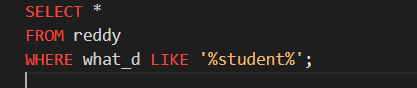 SELECT *
FROM reddy
WHERE what_d LIKE '%student%';